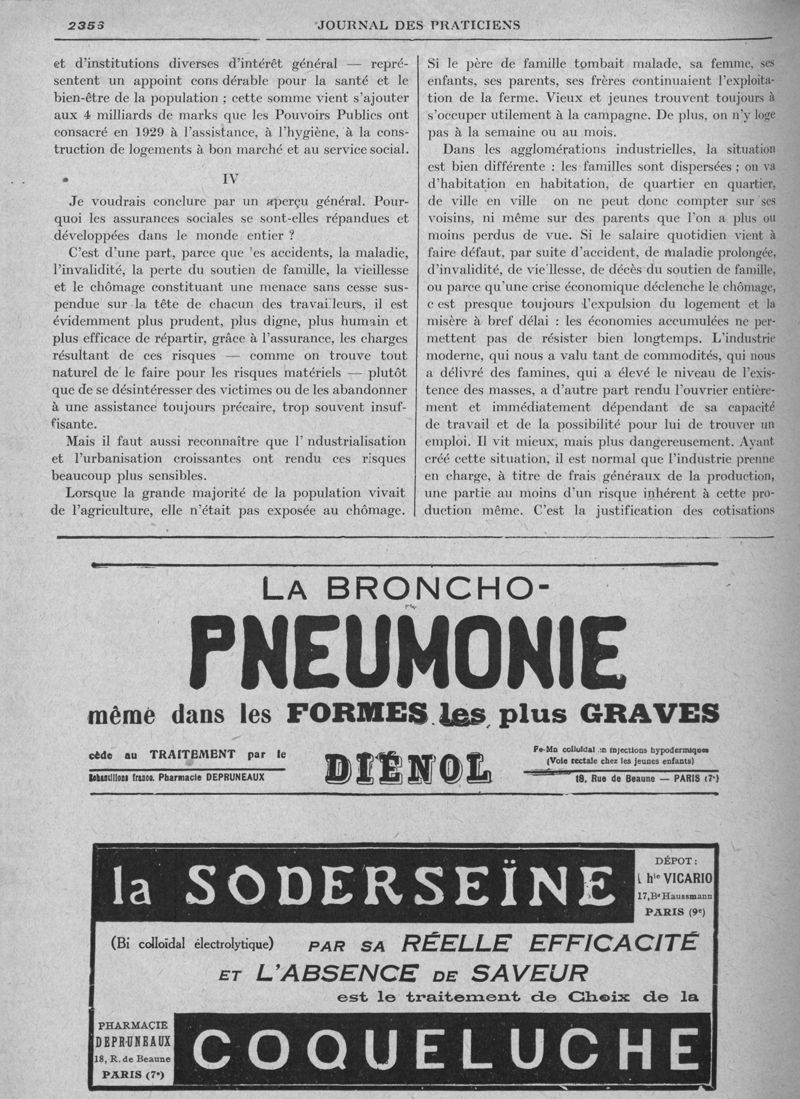 2353
JOURNAL DES PRATICIENS
et d'institutions diverses d'intérêt général — repré-
sentent un appoint cons dérable pour la santé et le
bien-être de la population ; cette somme vient s'ajouter
aux 4 milliards de marks que les Pouvoirs Publics ont
consacré en 1929 à l'assistance, à l'hygiène, à la cons-
truction de logements à bon marché et au service social.
IV
Je voudrais conclure par un aperçu général. Pour-
quoi les assurances sociales se sont-elles répandues et
développées dans le monde entier ?
C'est d'une part, parce que 'es accidents, la maladie,
l'invalidité, la perte du soutien de famille, la vieillesse
et le chômage constituant une menace sans cesse sus-
pendue sur la tête de chacun des travai.leurs, il est
évidemment plus prudent, plus digne, plus humain et
plus efficace de répartir, grâce à l'assurance, les charges
résultant de ces risques — comme on trouve tout
naturel de le faire pour les risques matériels — plutôt
que de se désintéresser des victimes ou de les abandonner
à une assistance toujours précaire, trop souvent insuf-
fisante.
Mais il faut aussi reconnaître que l' ndustrialisation
et l'urbanisation croissantes ont rendu ces risques
beaucoup plus sensibles.
Lorsque la grande majorité de la population vivait
de l'agriculture, elle n'était pas exposée au chômage.
Si le père de famille tombait malade, sa femme, ses
enfants, ses parents, ses frères continuaient l'exploita-
tion de la ferme. Vieux et jeunes trouvent toujours à
s'occuper utilement à la campagne. De plus, on n'y loge
pas à la semaine ou au mois.
Dans les agglomérations industrielles, la situation
est bien différente : les familles sont dispersées ; on va
d'habitation en habitation, de quartier en quartier,
de ville en ville on ne peut donc compter sur ses
voisins, ni même sur des parents que l'on a plus ou
moins perdus de vue. Si le salaire quotidien vient à
faire défaut, par suite d'accident, de maladie prolongée,
d'invalidité, de vie'llesse, de décès du soutien de famille,
ou parce qu'une crise économique déclenche le chômage,
c est presque toujours l'expulsion du logement et la
misère à bref délai : les économies accumulées ne per-
mettent pas de résister bien longtemps. L'industrie
moderne, qui nous a valu tant de commodités, qui nous
a délivré des famines, qui a élevé le niveau de l'exis-
tence des masses, a d'autre part rendu l'ouvrier entière-
ment et immédiatement dépendant de sa capacité
de travail et de la possibilité pour lui de trouver un
emploi. Il vit mieux, mais plus dangereusement. Ayant
créé cette situation, il est normal que l'industrie prenne
en charge, à titre de frais généraux de la production,
une partie au moins d'un risque inhérent à cette pro-
duction même. C'est la justification des cotisations
LA BRONCHO-
PNEUMONIE
même dans les FORMES les plus GRAVES
cède au TRAITEMENT par le
Echantillons franco. Pharmacie DEPRUNEAUX
DIÉNOL
Fe-Mn colloïdal en injections hypodermiques
(Voie rectale chez les jeunes enfants)
18, Rue de Beaune — PARIS (7e)
la SODERSEÏNE
DÉPOT :
hie VICARIO
17, Bd Haussmann
PARIS (9e)
(Bi colloïdal électrolytique) PAR SA RÉELLE EFFICACITÉ
ET L'ABSENCE DE SAVEUR
est le traitement de Choix de la
PHARMACIE
DEPRUNEAUX
18, R. de Beaune
PARIS (7e)
COQUELUCHE